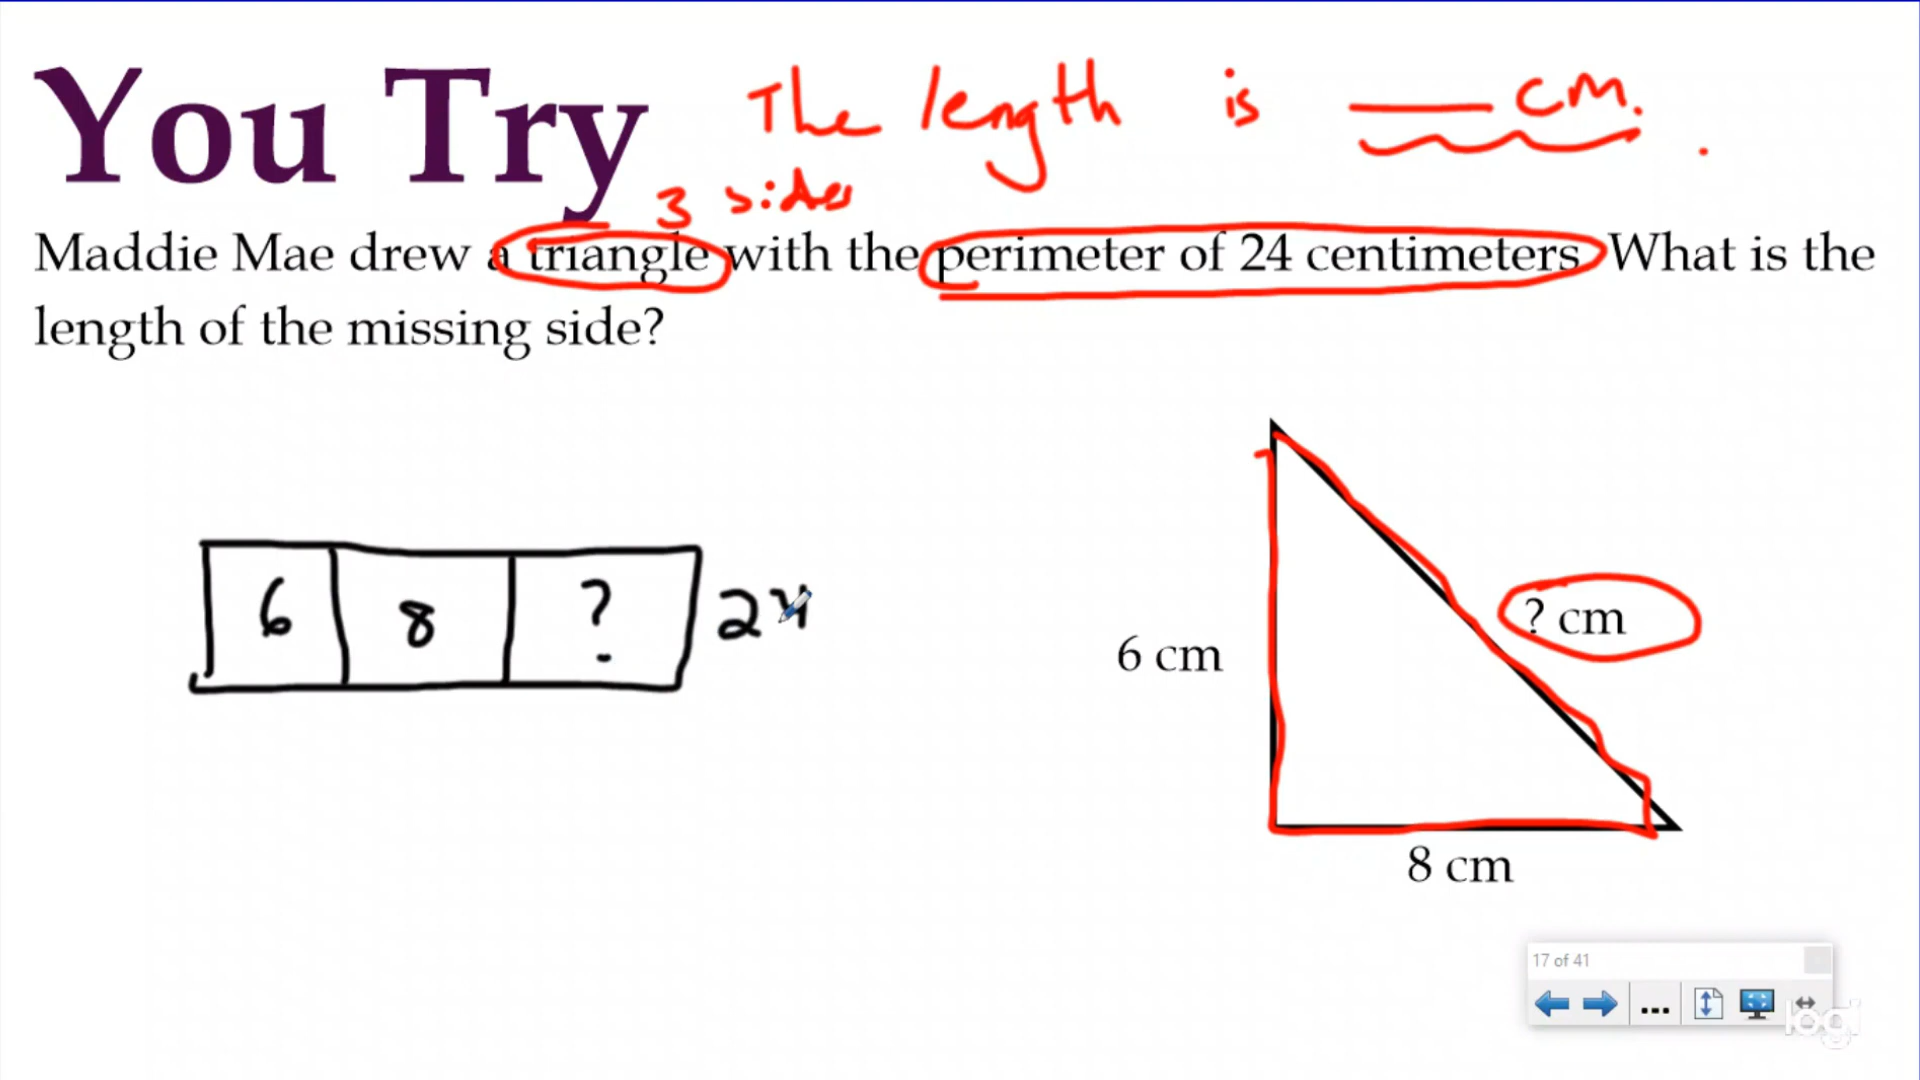 You Try
The length is ___ cm.
3 sides
Maddie Mae drew a triangle with the perimeter of 24 centimeters. What is the
length of the missing side?
6 8 ? 24
? cm
6 cm
8 cm
17 of 41
...
logi